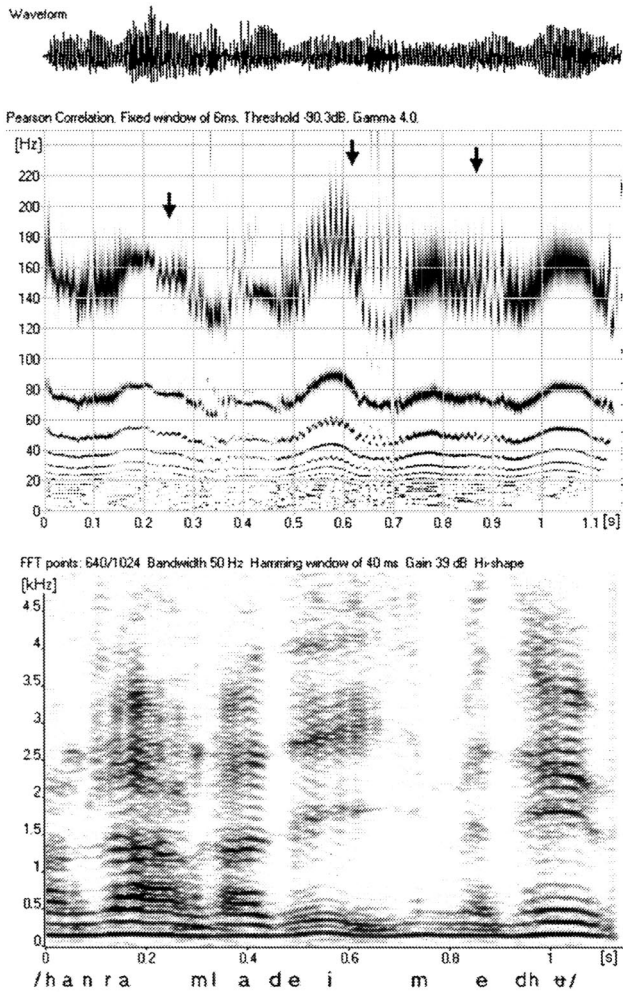 Waveform
Pearson Correlation. Fixed window of 6ms. Threshold -90.3dB. Gamma 4.0.
[Hz]
220
200
180
160
140
120
100
80
60
40
20
0
0 0.1 0.2 0.3 0.4 0.5 0.6 0.7 0.8 0.9 1 1.1 [s]
FFT points: 640/1024 Bandwidth 50 Hz Hamming window of 40 ms Gain 39 dB Hi-shape
[kHz]
4.5
4
3.5
3
2.5
2
1.5
1
0.5
0
0 0.2 0.4 0.6 0.8 1 [s]
/h a n r a m l a d e i m e dh ʉ/